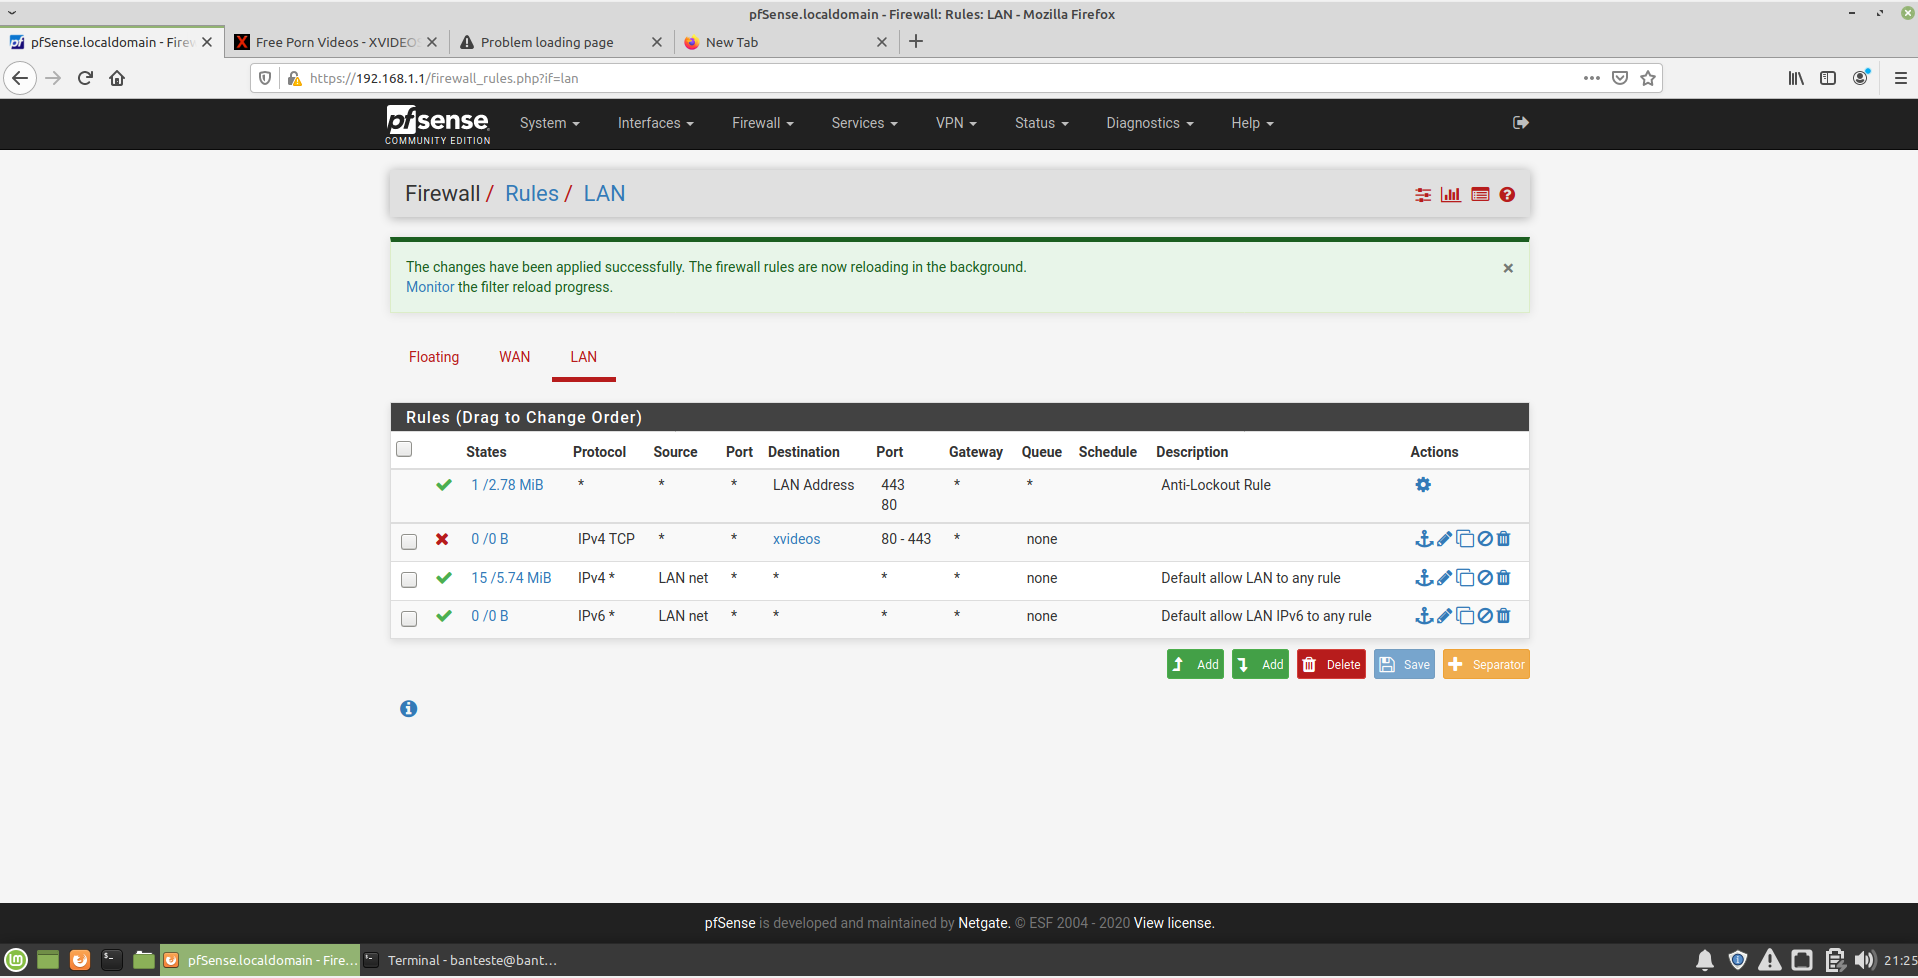 pfSense.localdomain - Firewall: Rules: LAN - Mozilla Firefox
pfSense.localdomain - Firew
Free Porn Videos - XVIDEOS
Problem loading page
New Tab
https://192.168.1.1/firewall_rules.php?if=lan
pfsense
COMMUNITY EDITION
System
Interfaces
Firewall
Services
VPN
Status
Diagnostics
Help
Firewall / Rules / LAN
The changes have been applied successfully. The firewall rules are now reloading in the background.
Monitor the filter reload progress.
Floating WAN LAN
Rules (Drag to Change Order)
States Protocol Source Port Destination Port Gateway Queue Schedule Description Actions
1 /2.78 MiB * * * LAN Address 443 * * Anti-Lockout Rule
80
0 /0 B IPv4 TCP * * xvideos 80 - 443 * none
15 /5.74 MiB IPv4 * LAN net * * * * none Default allow LAN to any rule
0 /0 B IPv6 * LAN net * * * * none Default allow LAN IPv6 to any rule
Add Add Delete Save Separator
pfSense is developed and maintained by Netgate. © ESF 2004 - 2020 View license.
pfSense.localdomain - Fire...
Terminal - banteste@bant...
21:25